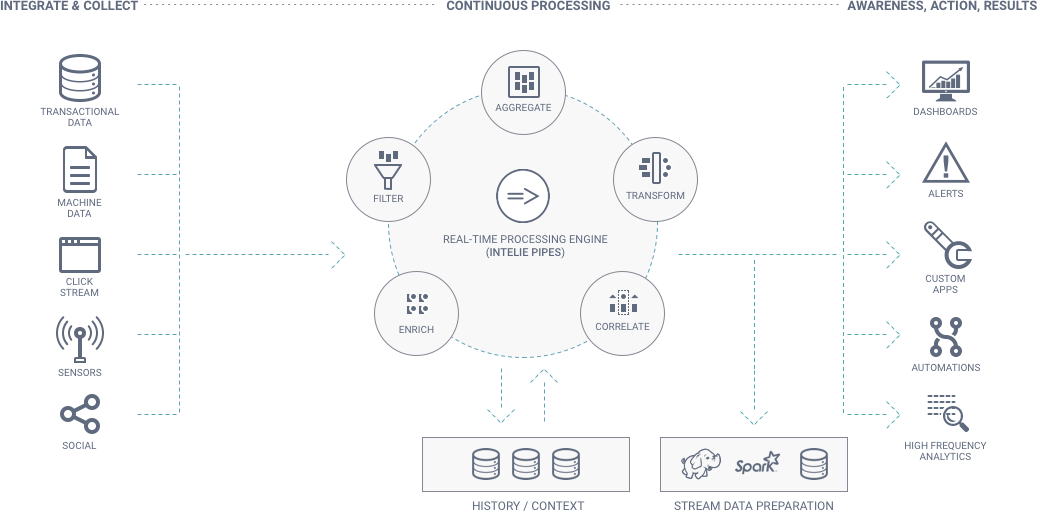 INTEGRATE & COLLECT
CONTINUOUS PROCESSING
AWARENESS, ACTION, RESULTS
TRANSACTIONAL
DATA
MACHINE
DATA
CLICK
STREAM
SENSORS
SOCIAL
AGGREGATE
FILTER
TRANSFORM
REAL-TIME PROCESSING ENGINE
(INTELIE PIPES)
ENRICH
CORRELATE
HISTORY / CONTEXT
Spark
STREAM DATA PREPARATION
DASHBOARDS
ALERTS
CUSTOM
APPS
AUTOMATIONS
HIGH FREQUENCY
ANALYTICS